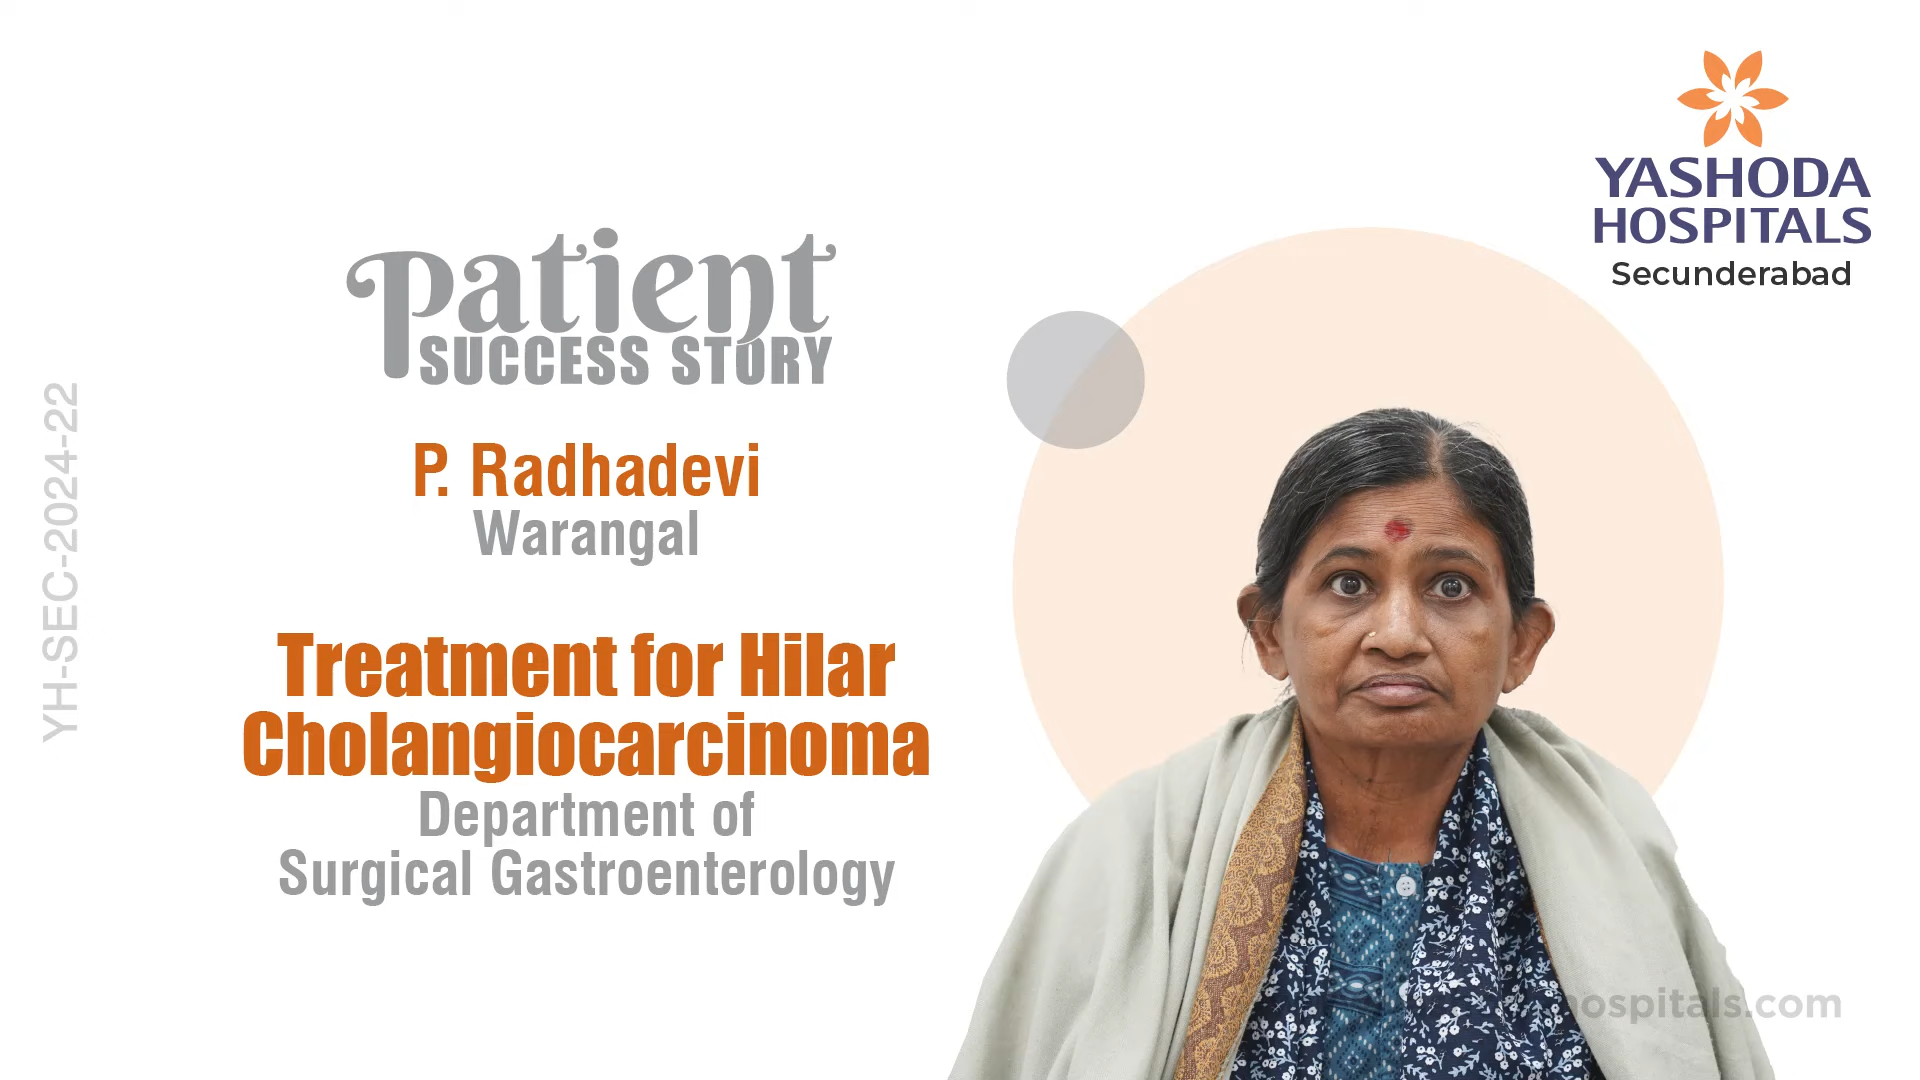 YASHODA
HOSPITALS
Secunderabad
Patient
SUCCESS STORY
P. Radhadevi
Warangal
Treatment for Hilar
Cholangiocarcinoma
Department of
Surgical Gastroenterology
YH-SEC-2024-22
hospitals.com